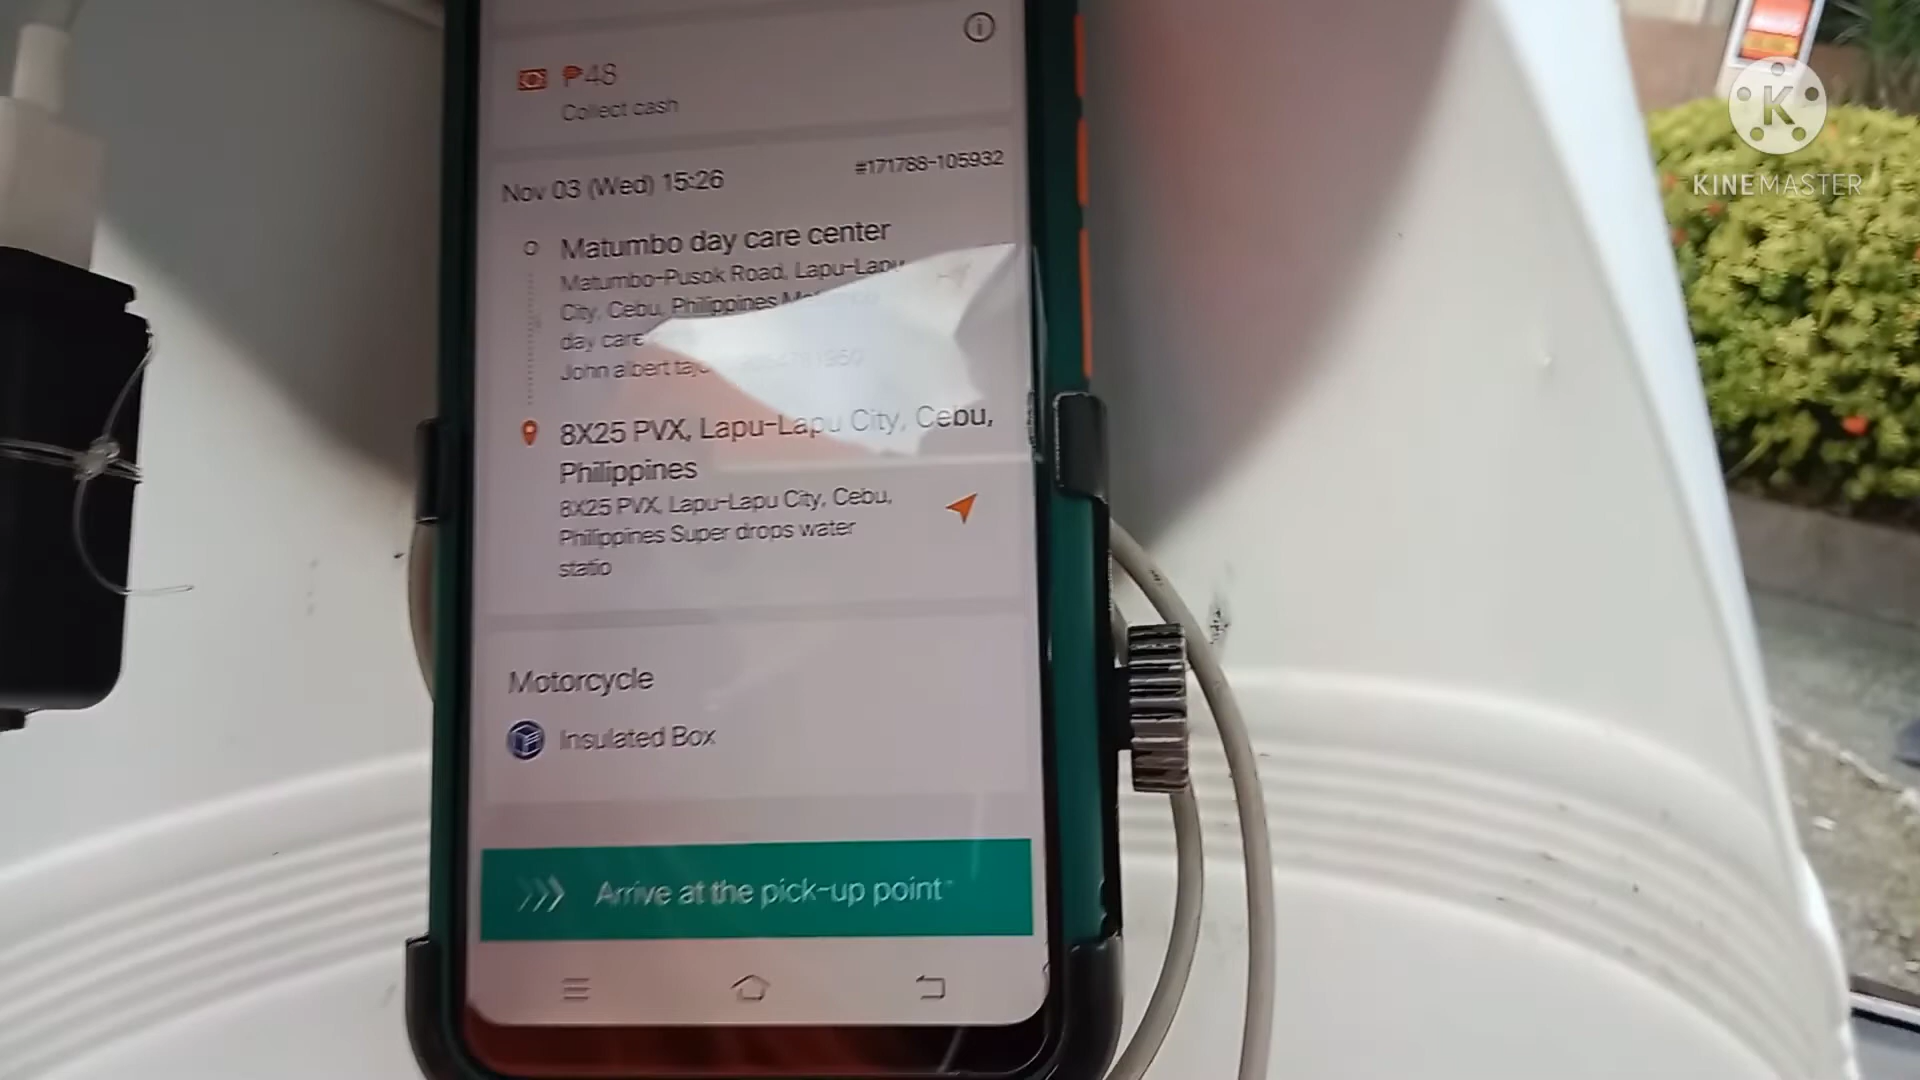 ₱48
Collect cash
Nov 03 (Wed) 15:26
#171788-105932
Matumbo day care center
Matumbo-Pusok Road, Lapu-Lapu
City, Cebu, Philippines
day care
John albert
8X25 PVX, Lapu-Lapu City, Cebu,
Philippines
8X25 PVX, Lapu-Lapu City, Cebu,
Philippines Super drops water
statio
Motorcycle
Insulated Box
Arrive at the pick-up point
K
KINEMASTER